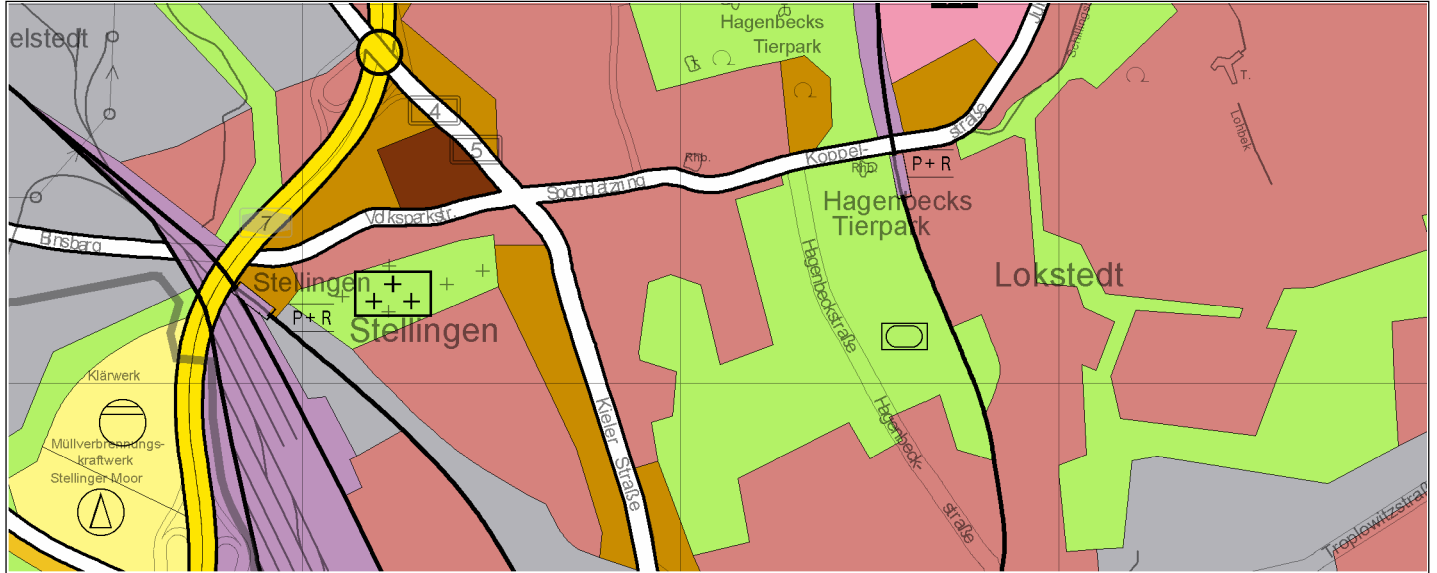 elstedt
Hagenbecks
Tierpark
T.
Lohbek
4
5
straße
Koppel-
Rhb.
Rhb.
P+R
Sportplatzring
Volksparkstr.
Hagenbecks
Tierpark
7
Binsbarg
Stellingen
P+R
Stellingen
Lokstedt
Hagenbeckstraße
Klärwerk
Müllverbrennungs-
kraftwerk
Stellinger Moor
Kieler Straße
Hagenbeck-
straße